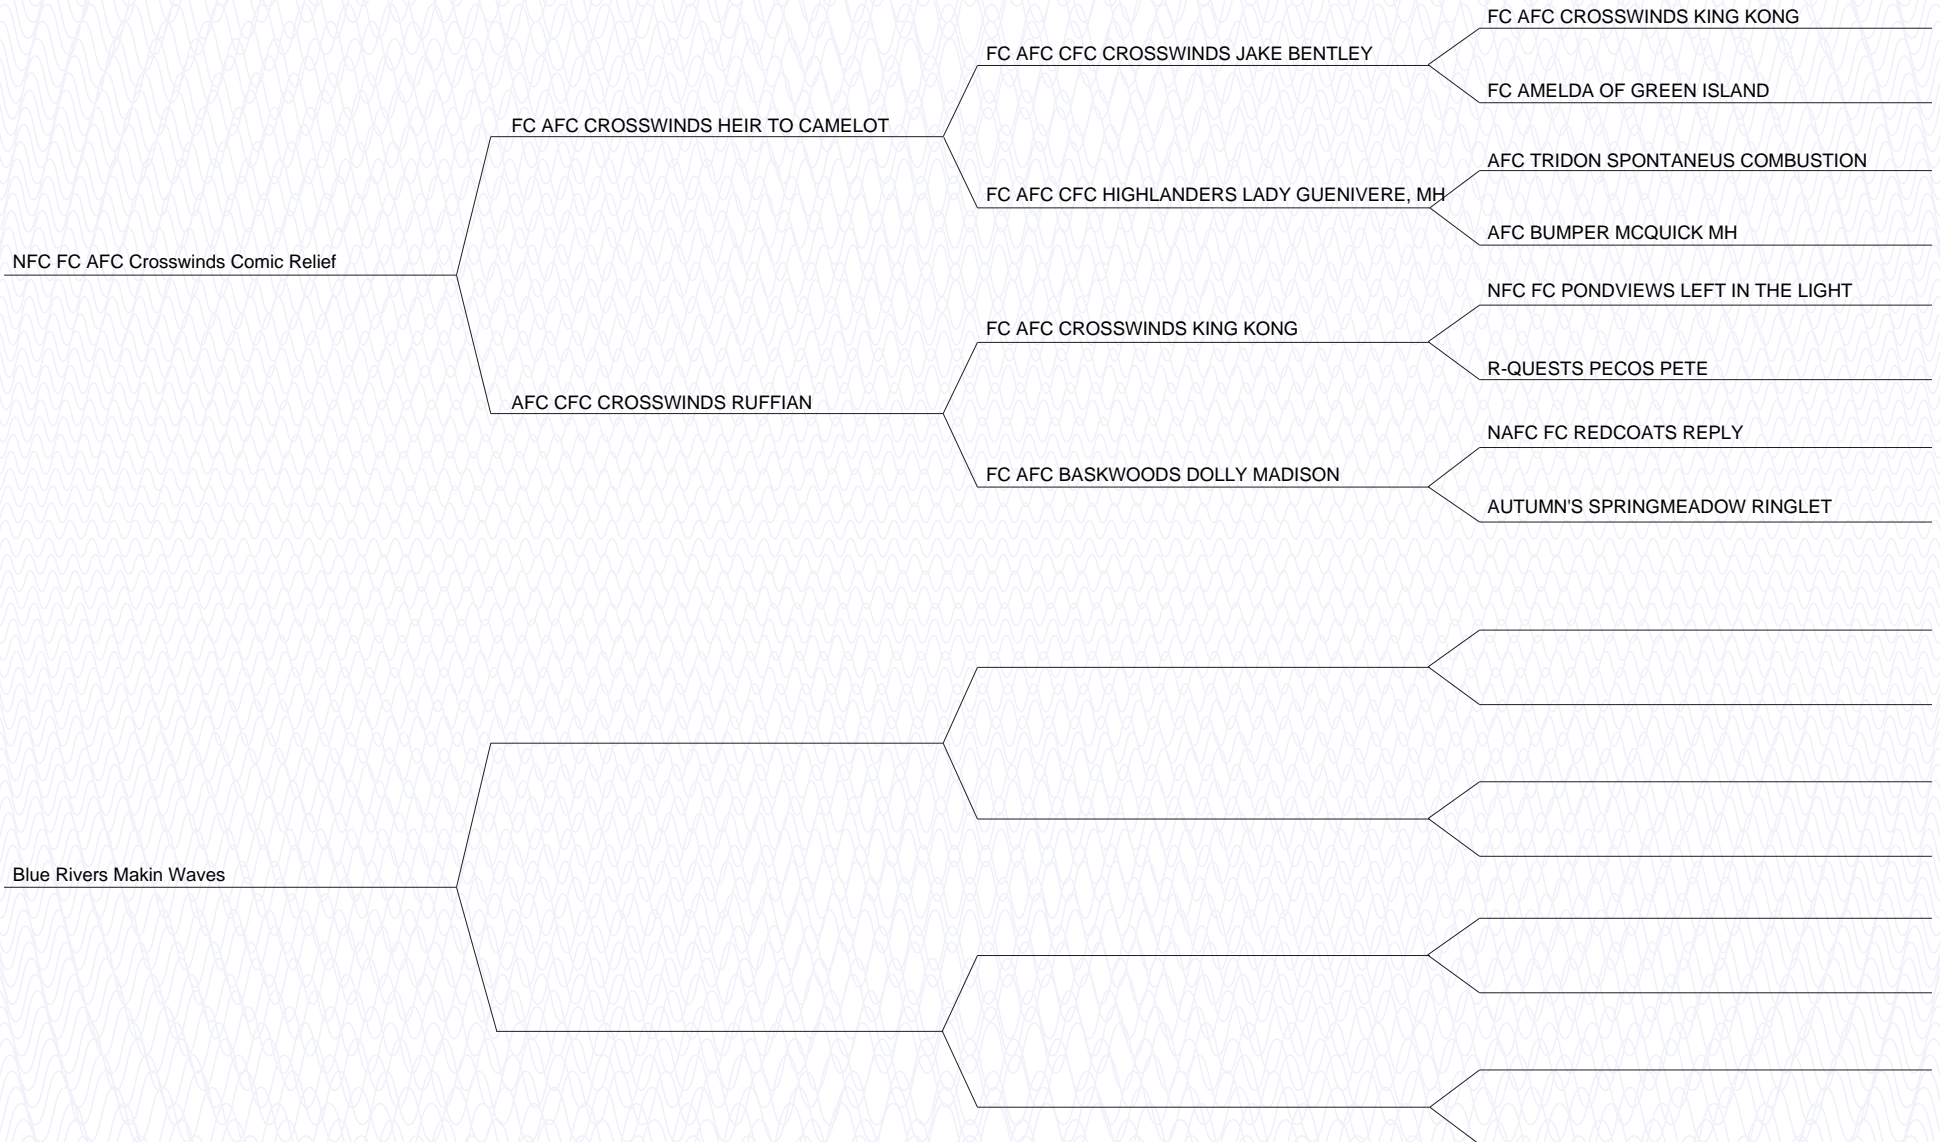 FC AFC CROSSWINDS KING KONG
FC AFC CFC CROSSWINDS JAKE BENTLEY
FC AMELDA OF GREEN ISLAND
FC AFC CROSSWINDS HEIR TO CAMELOT
AFC TRIDON SPONTANEUS COMBUSTION
FC AFC CFC HIGHLANDERS LADY GUENIVERE, MH
AFC BUMPER MCQUICK MH
NFC FC AFC Crosswinds Comic Relief
NFC FC PONDVIEWS LEFT IN THE LIGHT
FC AFC CROSSWINDS KING KONG
R-QUESTS PECOS PETE
AFC CFC CROSSWINDS RUFFIAN
NAFC FC REDCOATS REPLY
FC AFC BASKWOODS DOLLY MADISON
AUTUMN'S SPRINGMEADOW RINGLET
Blue Rivers Makin Waves